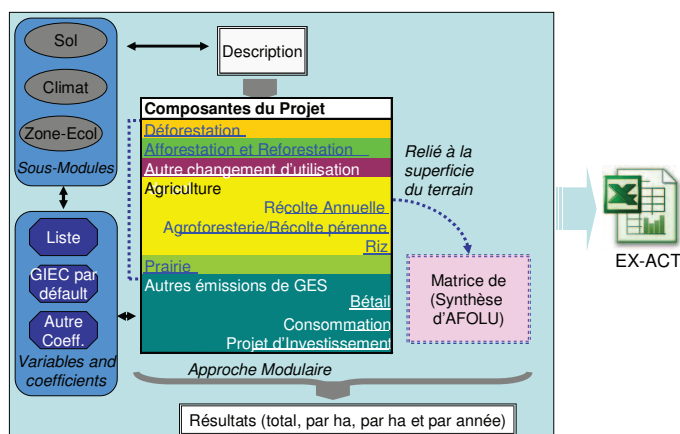 Sol
Climat
Zone-Ecol
Sous-Modules
Description
Composantes du Projet
Déforestation
Afforestation et Reforestation
Autre changement d'utilisation
Agriculture
Récolte Annuelle
Agroforesterie/Récolte pérenne
Riz
Prairie
Autres émissions de GES
Bétail
Consommation
Projet d'Investissement
Relié à la
superficie
du terrain
Matrice de
(Synthèse
d'AFOLU)
EX-ACT
Liste
GIEC par
défault
Autre
Coeff.
Variables and
coefficients
Approche Modulaire
Résultats (total, par ha, par ha et par année)